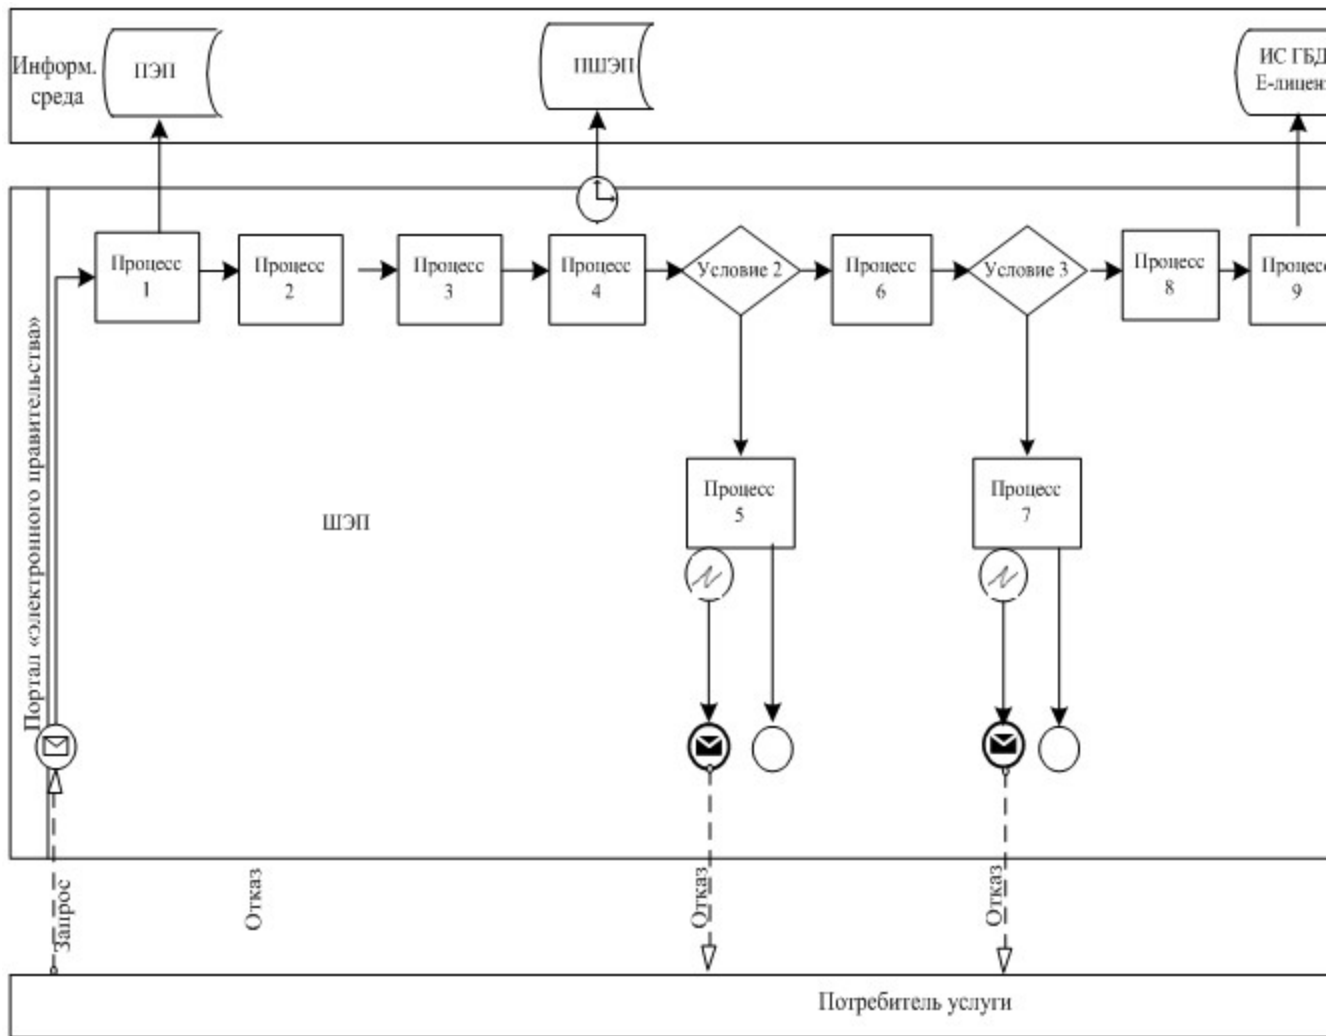 Информ.
среда
ПЭП
ПШЭП
ИС ГБД
Е-лиценз
Портал «электронного правительства»
Процесс
1
Процесс
2
Процесс
3
Процесс
4
Условие 2
Процесс
6
Условие 3
Процесс
8
Процесс
9
Процесс
5
Процесс
7
ШЭП
Запрос
Отказ
Отказ
Отказ
Потребитель услуги